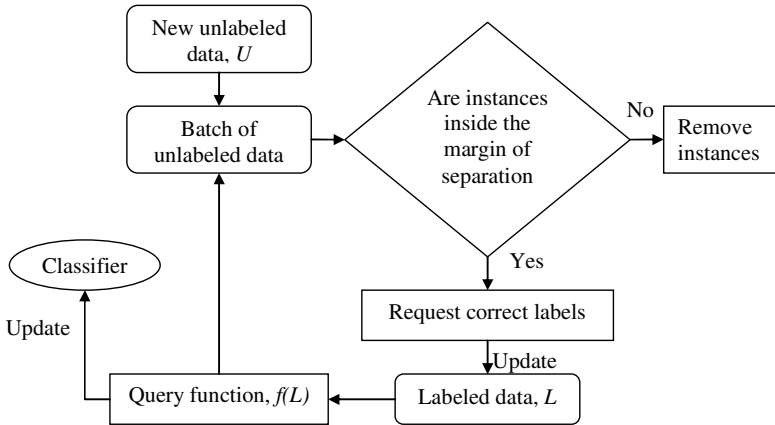 New unlabeled
data, U
Batch of
unlabeled data
Are instances
inside the
margin of
separation
No
Remove
instances
Yes
Request correct labels
Update
Labeled data, L
Query function, f(L)
Update
Classifier